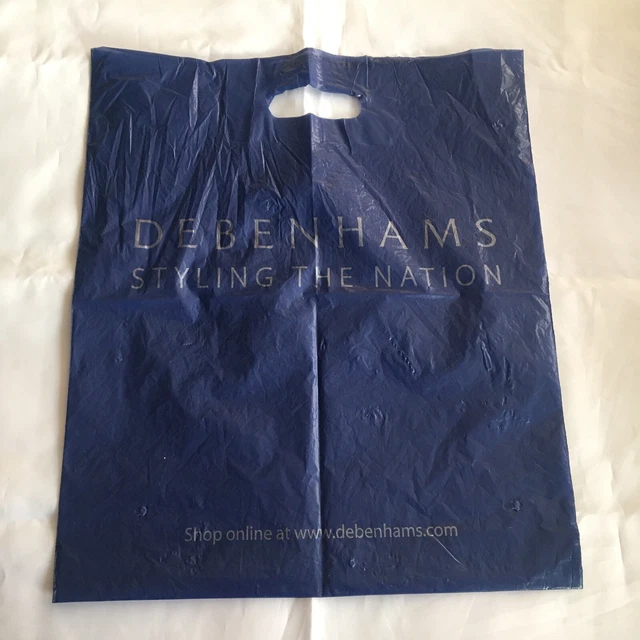 DEBENHAMS
STYLING THE NATION
Shop online at www.debenhams.com